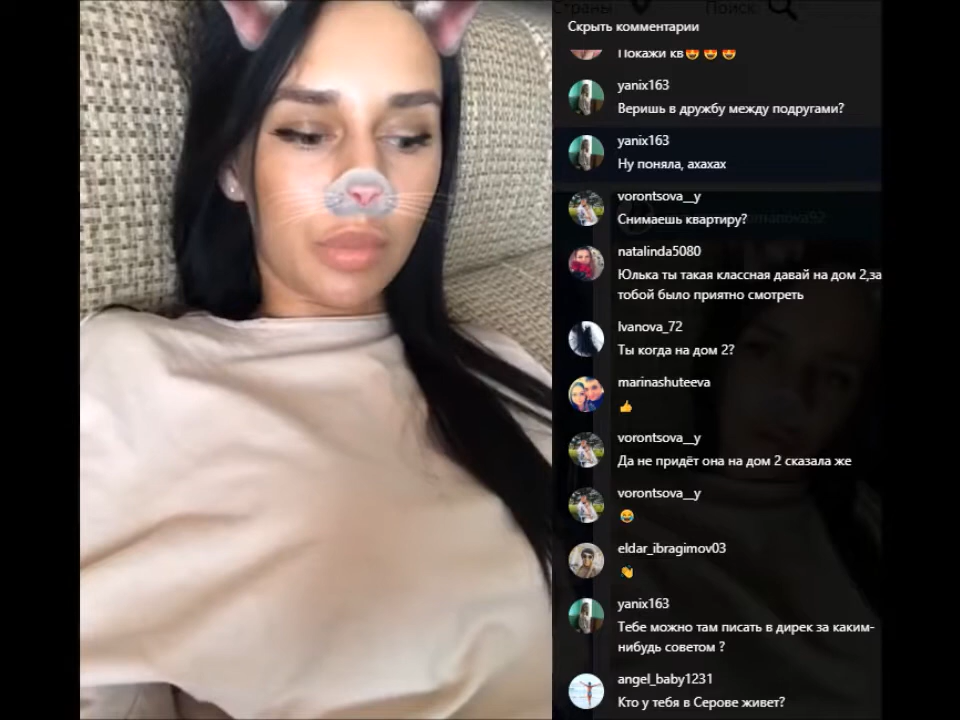 Страны
Поиск
Скрыть комментарии
Покажи кв😍😍😍
yanix163
Веришь в дружбу между подругами?
yanix163
Ну поняла, ахахах
vorontsova__y
Снимаешь квартиру?
natalinda5080
Юлька ты такая классная давай на дом 2,за
тобой было приятно смотреть
Ivanova_72
Ты когда на дом 2?
marinashuteeva
👍
vorontsova__y
Да не придёт она на дом 2 сказала же
vorontsova__y
😂
eldar_ibragimov03
👏
yanix163
Тебе можно там писать в дирек за каким-
нибудь советом ?
angel_baby1231
Кто у тебя в Серове живет?